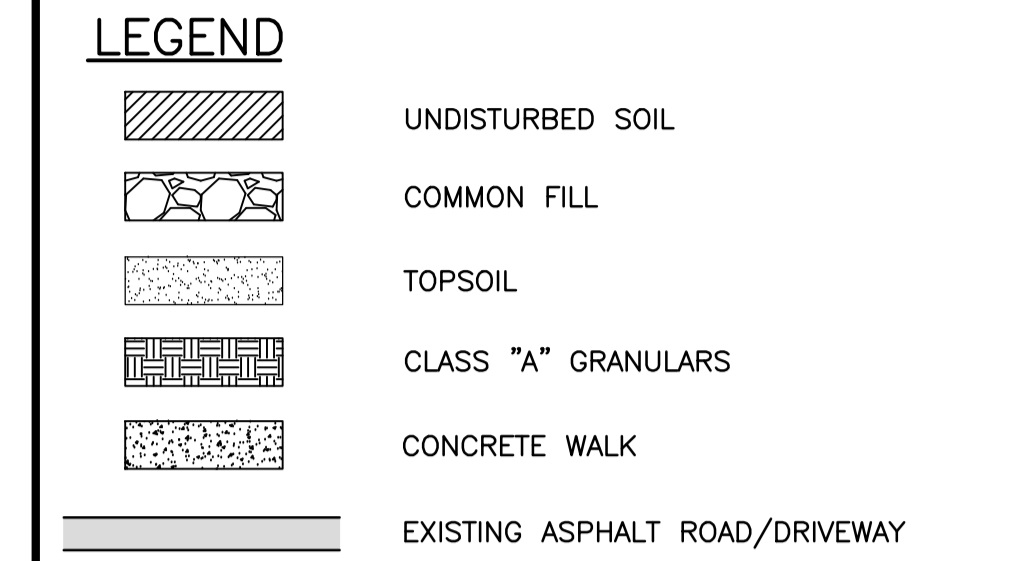 LEGEND
UNDISTURBED SOIL
COMMON FILL
TOPSOIL
CLASS "A" GRANULARS
CONCRETE WALK
EXISTING ASPHALT ROAD/DRIVEWAY